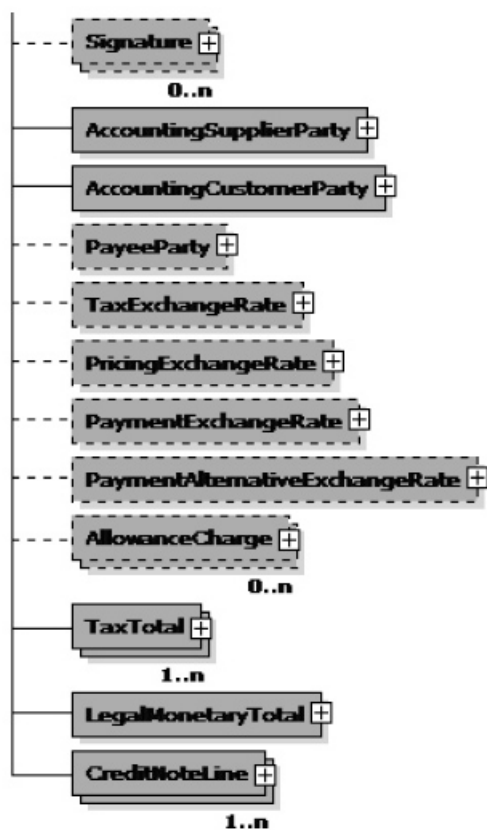 Signature
0..n
AccountingSupplierParty
AccountingCustomerParty
PayeeParty
TaxExchangeRate
PricingExchangeRate
PaymentExchangeRate
PaymentAlternativeExchangeRate
AllowanceCharge
0..n
TaxTotal
1..n
LegalMonetaryTotal
CreditNoteLine
1..n